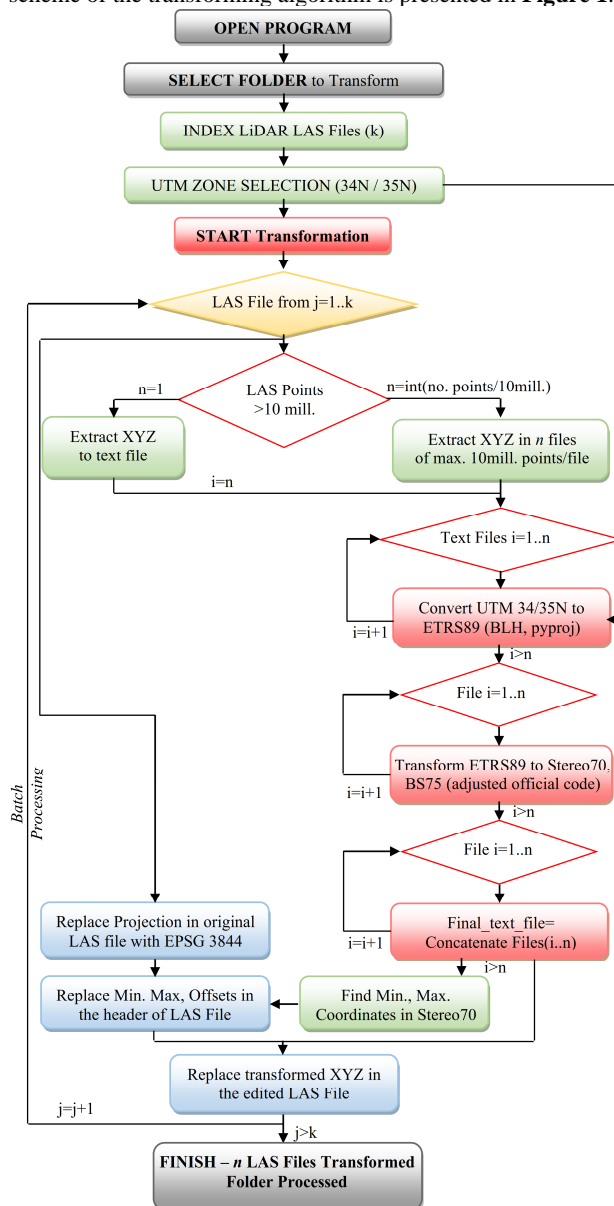 scheme of the transforming algorithm is presented in Figure 1.
OPEN PROGRAM
SELECT FOLDER to Transform
INDEX LiDAR LAS Files (k)
UTM ZONE SELECTION (34N / 35N)
START Transformation
LAS File from j=1..k
LAS Points
>10 mill.
n=1
n=int(no. points/10mill.)
Extract XYZ
to text file
Extract XYZ in n files
of max. 10mill. points/file
i=n
Text Files i=1..n
Convert UTM 34/35N to
ETRS89 (BLH, pyproj)
i=i+1
i>n
File i=1..n
Transform ETRS89 to Stereo70,
BS75 (adjusted official code)
i=i+1
i>n
Batch
Processing
File i=1..n
Replace Projection in original
LAS file with EPSG 3844
Final_text_file=
Concatenate Files(i..n)
i=i+1
i>n
Replace Min. Max, Offsets in
the header of LAS File
Find Min., Max.
Coordinates in Stereo70
Replace transformed XYZ in
the edited LAS File
j=j+1
j>k
FINISH – n LAS Files Transformed
Folder Processed